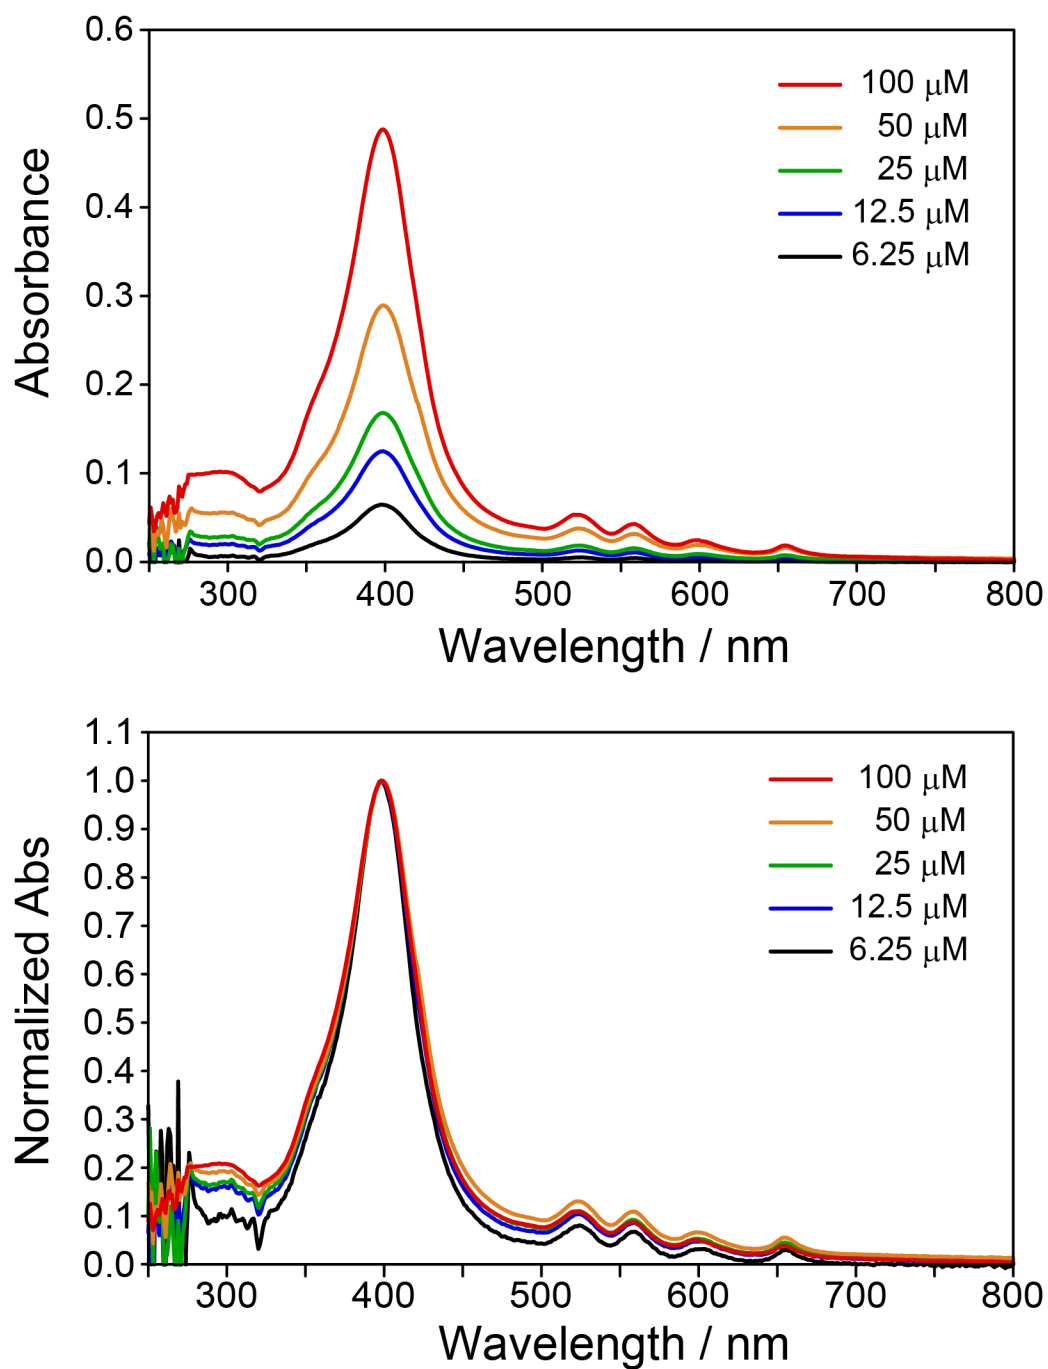 0.6
0.5
0.4
0.3
0.2
0.1
0.0
Absorbance
100 μM
50 μM
25 μM
12.5 μM
6.25 μM
300 400 500 600 700 800
Wavelength / nm
1.1
1.0
0.9
0.8
0.7
0.6
0.5
0.4
0.3
0.2
0.1
0.0
Normalized Abs
100 μM
50 μM
25 μM
12.5 μM
6.25 μM
300 400 500 600 700 800
Wavelength / nm